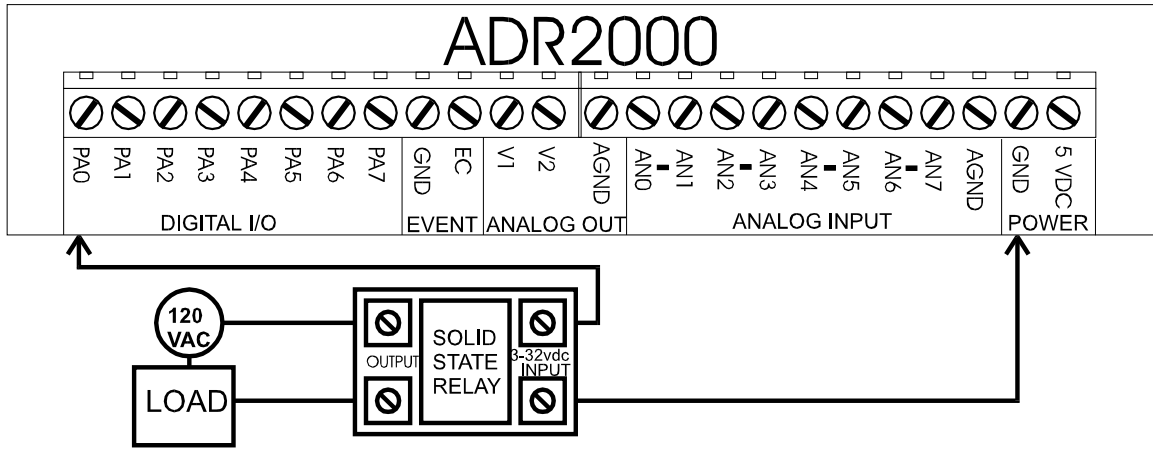 ADR2000
PA0 PA1 PA2 PA3 PA4 PA5 PA6 PA7 GND EC V1 V2 AGND AN0 - AN1 AN2 - AN3 AN4 - AN5 AN6 - AN7 AGND GND 5 VDC
DIGITAL I/O EVENT ANALOG OUT ANALOG INPUT POWER
120
VAC
LOAD
OUTPUT
SOLID
STATE
RELAY
3-32vdc
INPUT